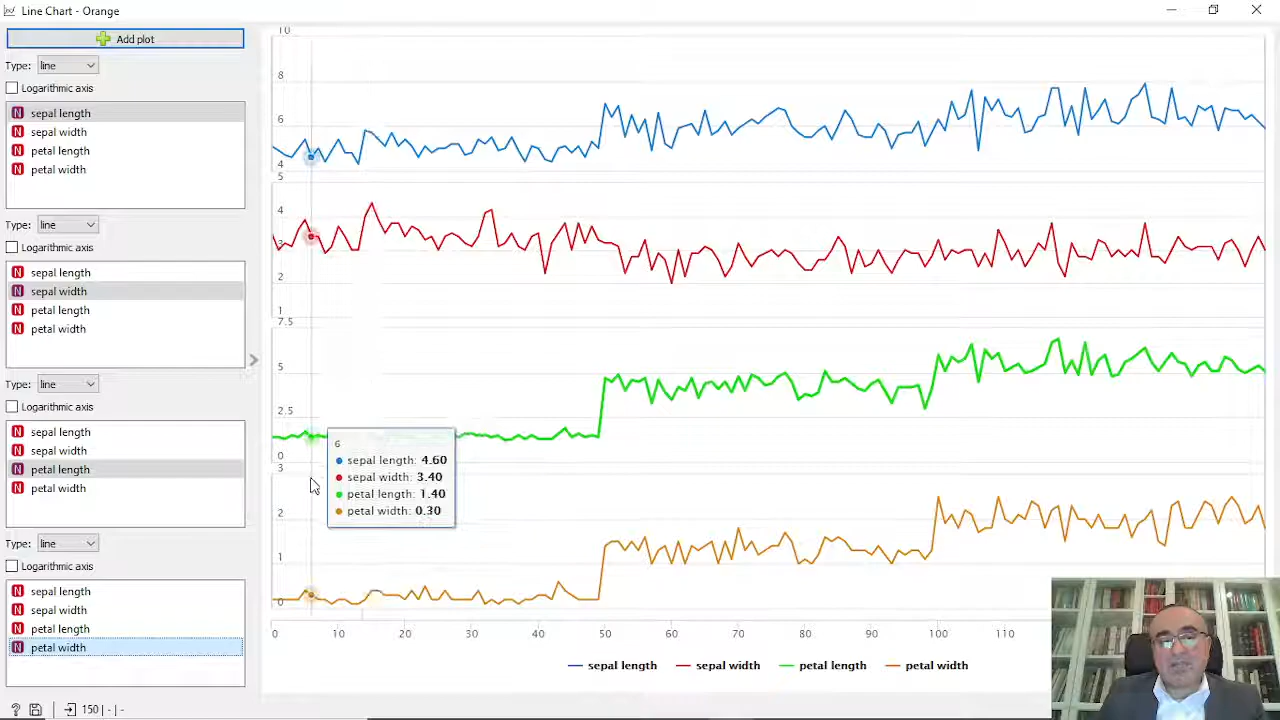 Line Chart - Orange
Add plot
Type: line
Logarithmic axis
N sepal length
N sepal width
N petal length
N petal width
Type: line
Logarithmic axis
N sepal length
N sepal width
N petal length
N petal width
Type: line
Logarithmic axis
N sepal length
N sepal width
N petal length
N petal width
Type: line
Logarithmic axis
N sepal length
N sepal width
N petal length
N petal width
? 150 | - | -
10
8
6
4
5
4
3
2
1
7.5
5
2.5
0
3
2
1
0
6
sepal length: 4.60
sepal width: 3.40
petal length: 1.40
petal width: 0.30
0 10 20 30 40 50 60 70 80 90 100 110
sepal length sepal width petal length petal width